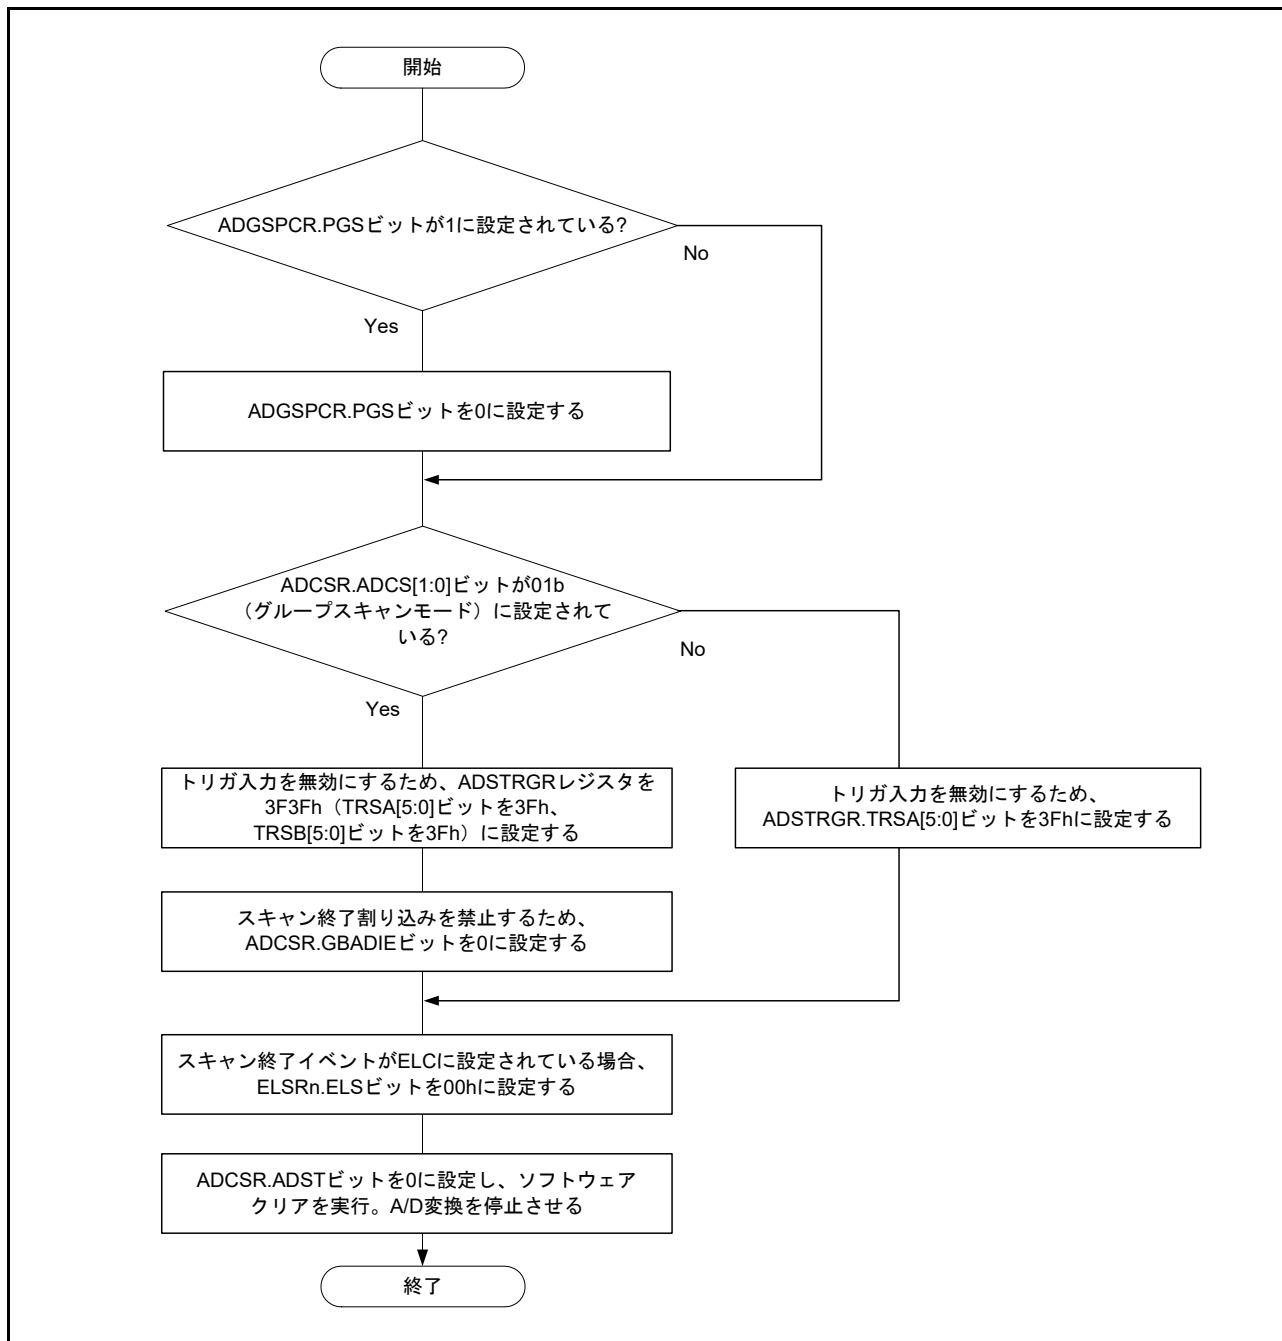 開始
ADGSPCR.PGSビットが1に設定されている?
No
Yes
ADGSPCR.PGSビットを0に設定する
ADCSR.ADCS[1:0]ビットが01b
（グループスキャンモード）に設定されて
いる?
No
Yes
トリガ入力を無効にするため、ADSTRGRレジスタを
3F3Fh（TRSA[5:0]ビットを3Fh、
TRSB[5:0]ビットを3Fh）に設定する
トリガ入力を無効にするため、
ADSTRGR.TRSA[5:0]ビットを3Fhに設定する
スキャン終了割り込みを禁止するため、
ADCSR.GBADIEビットを0に設定する
スキャン終了イベントがELCに設定されている場合、
ELSRn.ELSビットを00hに設定する
ADCSR.ADSTビットを0に設定し、ソフトウェア
クリアを実行。A/D変換を停止させる
終了